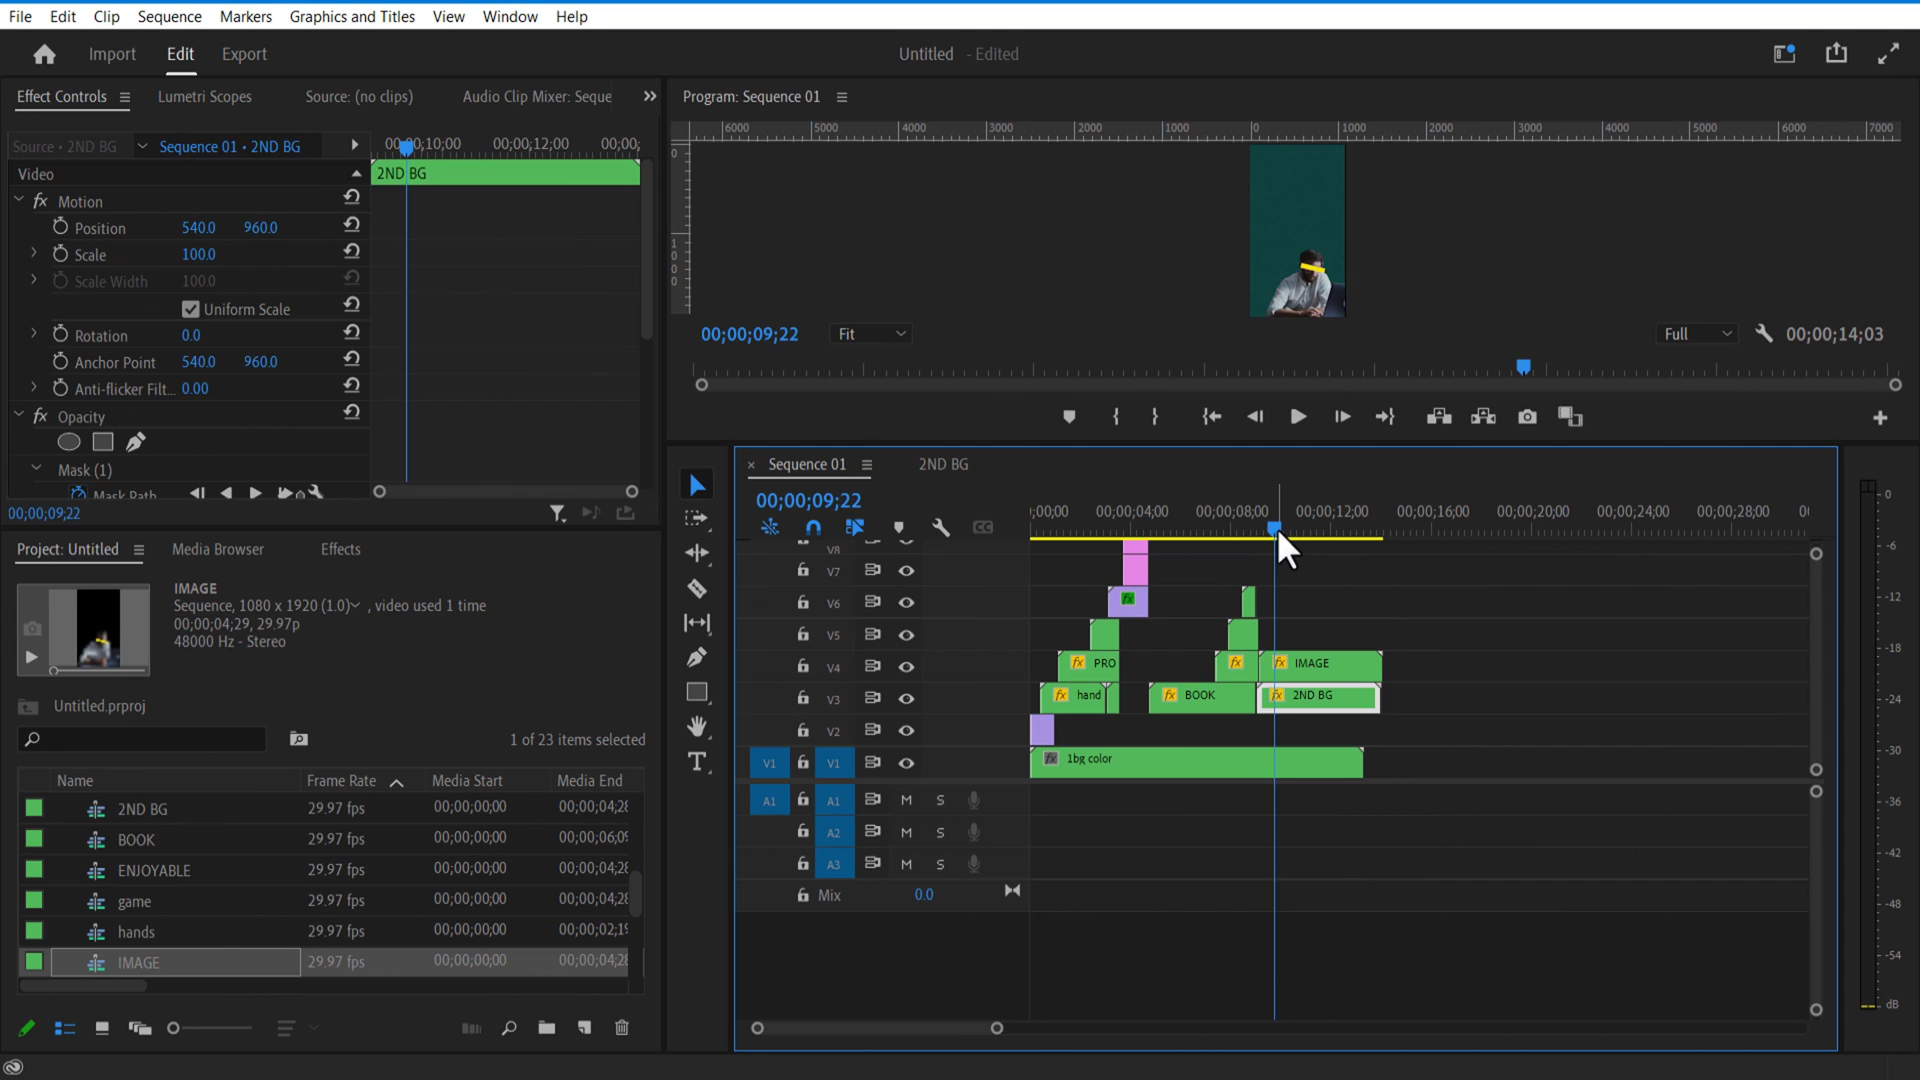 File Edit Clip Sequence Markers Graphics and Titles View Window Help
Import Edit Export Untitled - Edited
Effect Controls Lumetri Scopes Source: (no clips) Audio Clip Mixer: Seque
Source • 2ND BG Sequence 01 • 2ND BG 00;00;10;00 00;00;12;00 00;00;
Video 2ND BG
fx Motion
Position 540.0 960.0
Scale 100.0
Scale Width 100.0
Uniform Scale
Rotation 0.0
Anchor Point 540.0 960.0
Anti-flicker Filt... 0.00
fx Opacity
Mask (1)
Mask Path
00;00;09;22
Program: Sequence 01
6000 5000 4000 3000 2000 1000 0 1000 2000 3000 4000 5000 6000 7000
0
1
0
0
0
00;00;09;22 Fit Full 00;00;14;03
Project: Untitled Media Browser Effects
IMAGE
Sequence, 1080 x 1920 (1.0) , video used 1 time
00;00;04;29, 29.97p
48000 Hz - Stereo
Untitled.prproj
1 of 23 items selected
Name Frame Rate Media Start Media End
2ND BG 29.97 fps 00;00;00;00 00;00;04;28
BOOK 29.97 fps 00;00;00;00 00;00;06;09
ENJOYABLE 29.97 fps 00;00;00;00 00;00;04;28
game 29.97 fps 00;00;00;00 00;00;04;28
hands 29.97 fps 00;00;00;00 00;00;02;19
IMAGE 29.97 fps 00;00;00;00 00;00;04;28
× Sequence 01 2ND BG
00;00;09;22
;00;00 00;00;04;00 00;00;08;00 00;00;12;00 00;00;16;00 00;00;20;00 00;00;24;00 00;00;28;00
V8
V7
V6 fx
V5
V4 fx PRO fx fx IMAGE
V3 fx hand fx BOOK fx 2ND BG
V2
V1 V1 fx 1bg color
A1 A1 M S
A2 M S
A3 M S
Mix 0.0
0
-6
-12
-18
-24
-30
-36
-42
-48
-54
dB